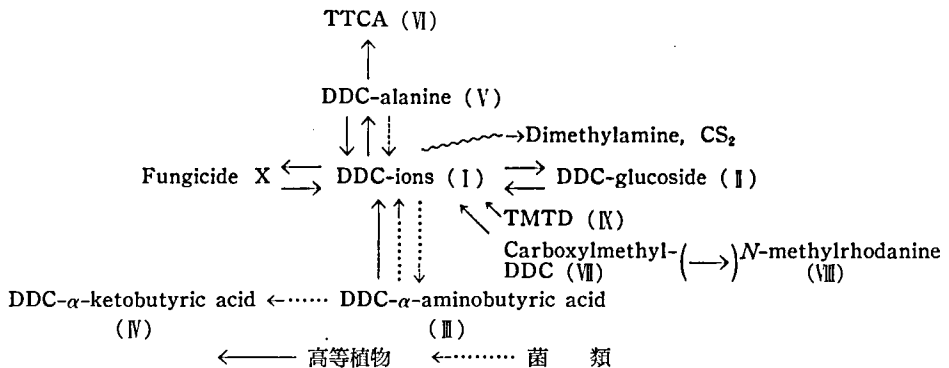 TTCA (Ⅵ)
DDC-alanine (Ⅴ)
Dimethylamine, CS₂
Fungicide X
DDC-ions (Ⅰ)
DDC-glucoside (Ⅱ)
TMTD (Ⅸ)
Carboxylmethyl-
DDC (Ⅶ)
N-methylrhodanine
(Ⅷ)
DDC-α-ketobutyric acid
(Ⅳ)
DDC-α-aminobutyric acid
(Ⅲ)
高等植物
菌 類